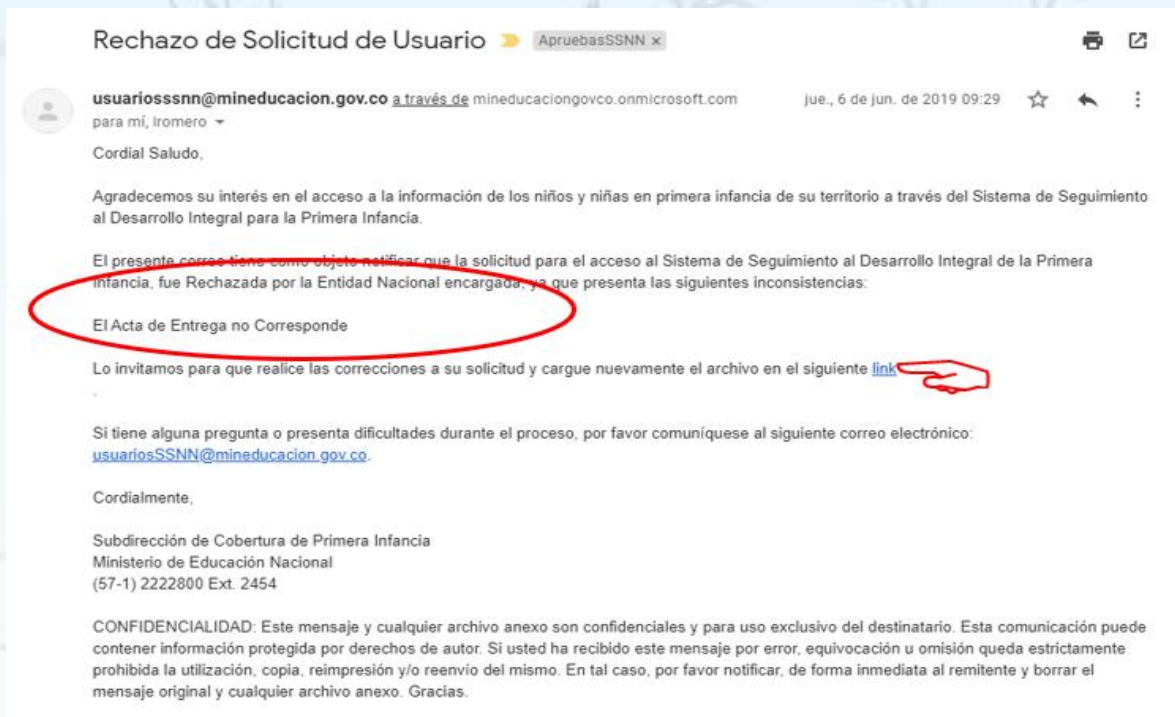 Rechazo de Solicitud de Usuario ApruebasSSNN x
usuariosssnn@mineducacion.gov.co a través de mineducaciongovco.onmicrosoft.com jue., 6 de jun. de 2019 09:29
para mí, lromero
Cordial Saludo,
Agradecemos su interés en el acceso a la información de los niños y niñas en primera infancia de su territorio a través del Sistema de Seguimiento
al Desarrollo Integral para la Primera Infancia.
El presente correo tiene como objeto notificar que la solicitud para el acceso al Sistema de Seguimiento al Desarrollo Integral de la Primera
Infancia, fue Rechazada por la Entidad Nacional encargada, ya que presenta las siguientes inconsistencias:
El Acta de Entrega no Corresponde
Lo invitamos para que realice las correcciones a su solicitud y cargue nuevamente el archivo en el siguiente link
.
Si tiene alguna pregunta o presenta dificultades durante el proceso, por favor comuníquese al siguiente correo electrónico:
usuariosSSNN@mineducacion.gov.co.
Cordialmente,
Subdirección de Cobertura de Primera Infancia
Ministerio de Educación Nacional
(57-1) 2222800 Ext. 2454
CONFIDENCIALIDAD: Este mensaje y cualquier archivo anexo son confidenciales y para uso exclusivo del destinatario. Esta comunicación puede
contener información protegida por derechos de autor. Si usted ha recibido este mensaje por error, equivocación u omisión queda estrictamente
prohibida la utilización, copia, reimpresión y/o reenvío del mismo. En tal caso, por favor notificar, de forma inmediata al remitente y borrar el
mensaje original y cualquier archivo anexo. Gracias.